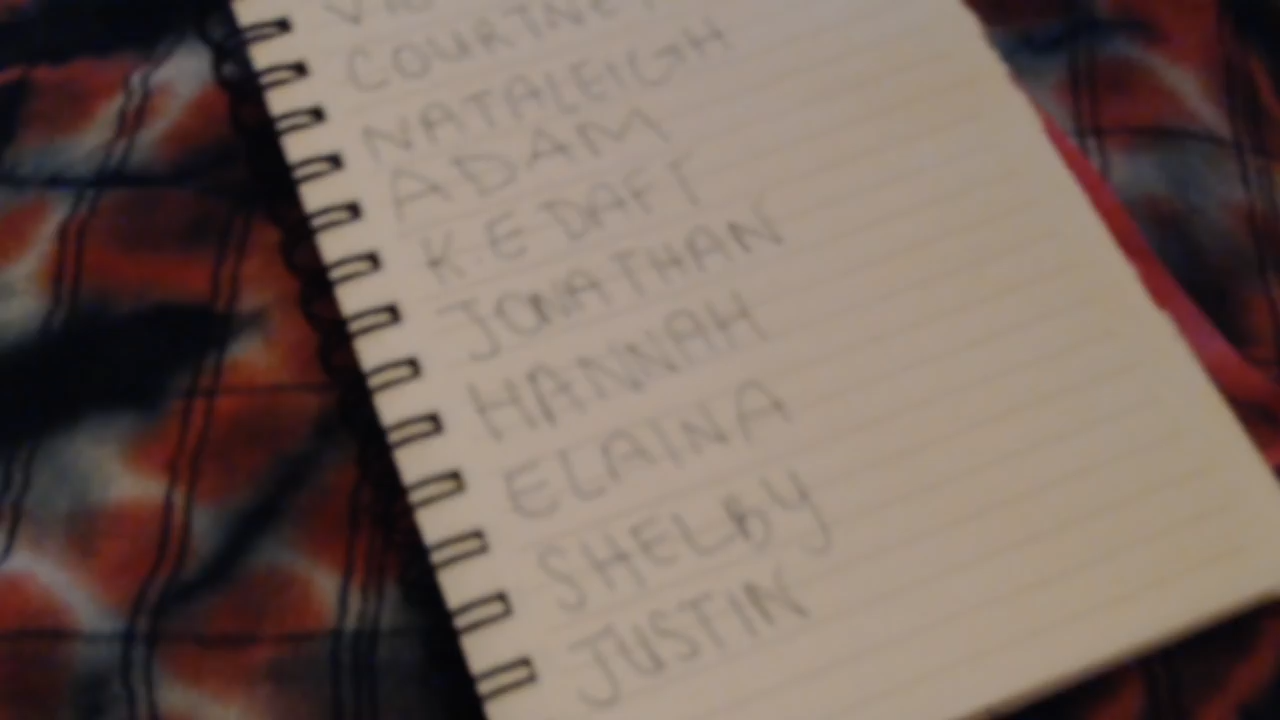 COURTNEY
NATALEIGH
ADAM
K.E DAFT
JONATHAN
HANNAH
ELAINA
SHELBY
JUSTIN